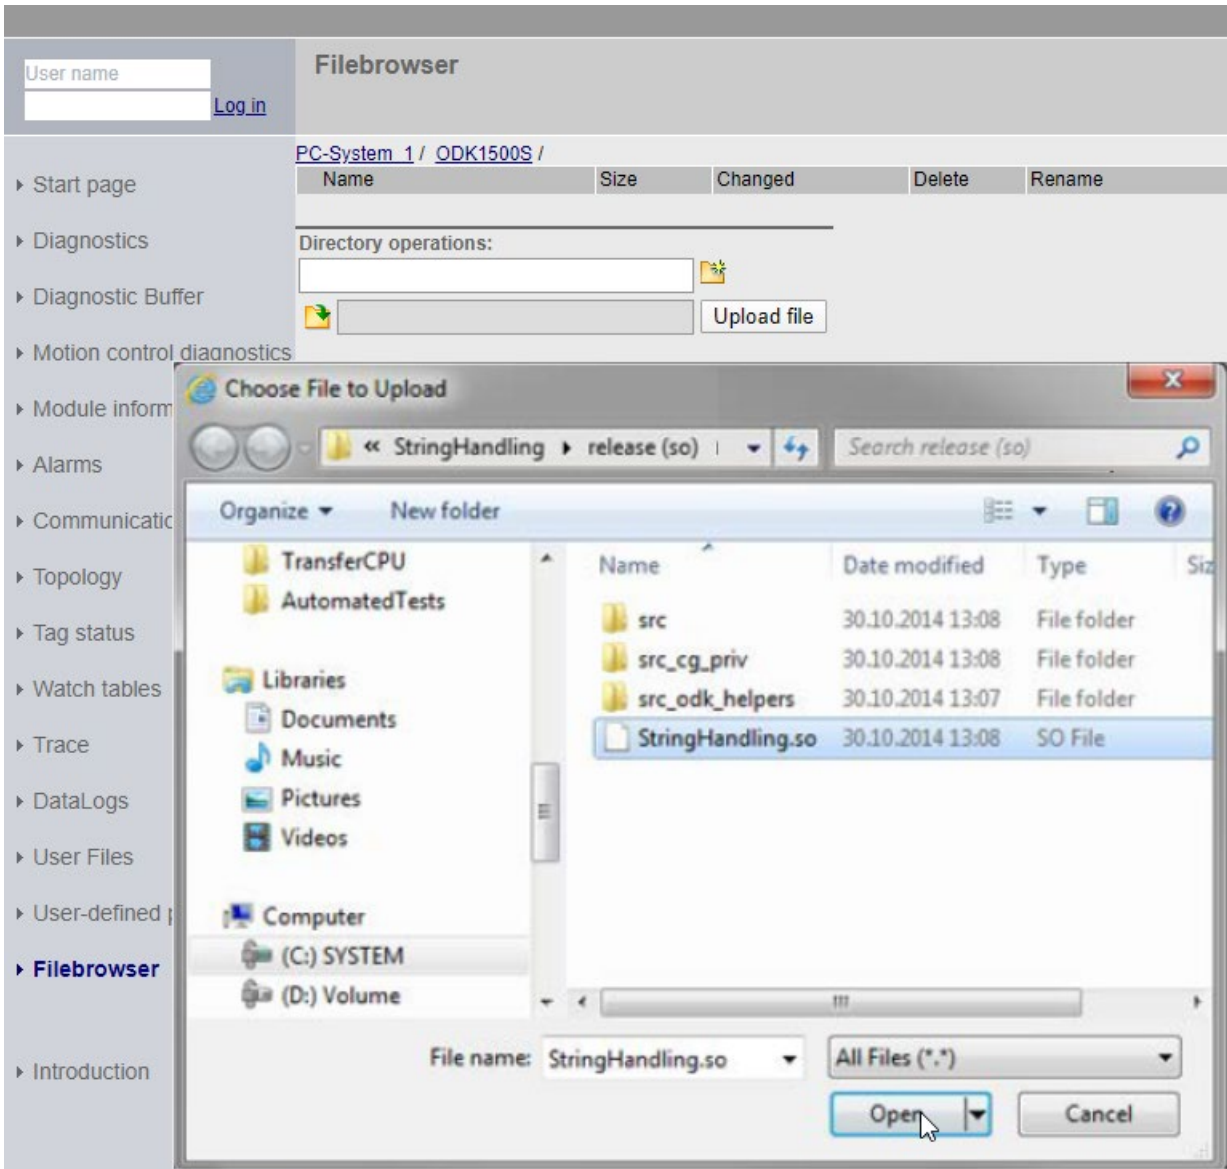 User name
Log in
Filebrowser
PC-System_1 / ODK1500S /
Name Size Changed Delete Rename
Directory operations:
Upload file
Start page
Diagnostics
Diagnostic Buffer
Motion control diagnostics
Module inform
Alarms
Communicatio
Topology
Tag status
Watch tables
Trace
DataLogs
User Files
User-defined p
Filebrowser
Introduction
Choose File to Upload
« StringHandling release (so)
Search release (so)
Organize New folder
TransferCPU
AutomatedTests
Libraries
Documents
Music
Pictures
Videos
Computer
(C:) SYSTEM
(D:) Volume
Name Date modified Type Siz
src 30.10.2014 13:08 File folder
src_cg_priv 30.10.2014 13:08 File folder
src_odk_helpers 30.10.2014 13:07 File folder
StringHandling.so 30.10.2014 13:08 SO File
File name: StringHandling.so All Files (*.*)
Open Cancel